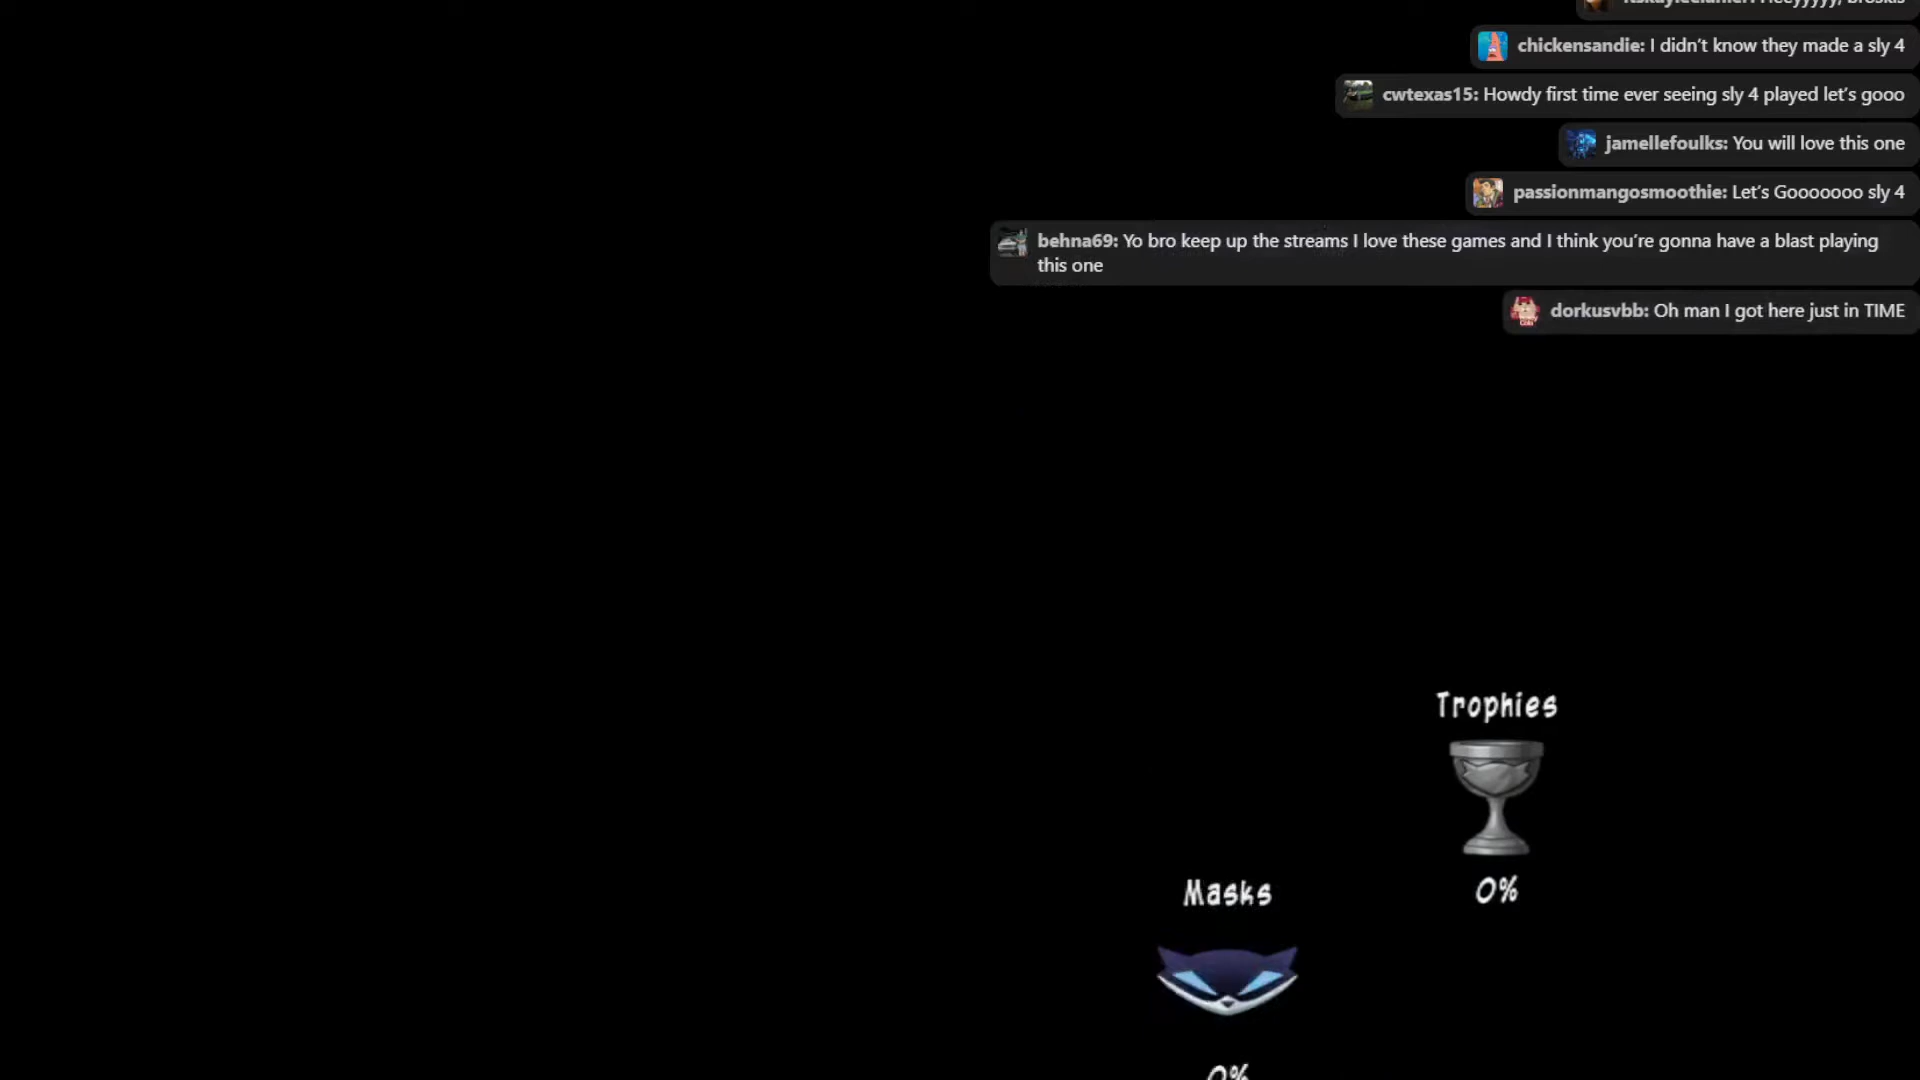 chickensandie: I didn't know they made a sly 4
cwtexas15: Howdy first time ever seeing sly 4 played let's gooo
jamellefoulks: You will love this one
passionmangosmoothie: Let's Gooooooo sly 4
behna69: Yo bro keep up the streams I love these games and I think you're gonna have a blast playing
this one
dorkusvbb: Oh man I got here just in TIME
Trophies
0%
Masks
0%